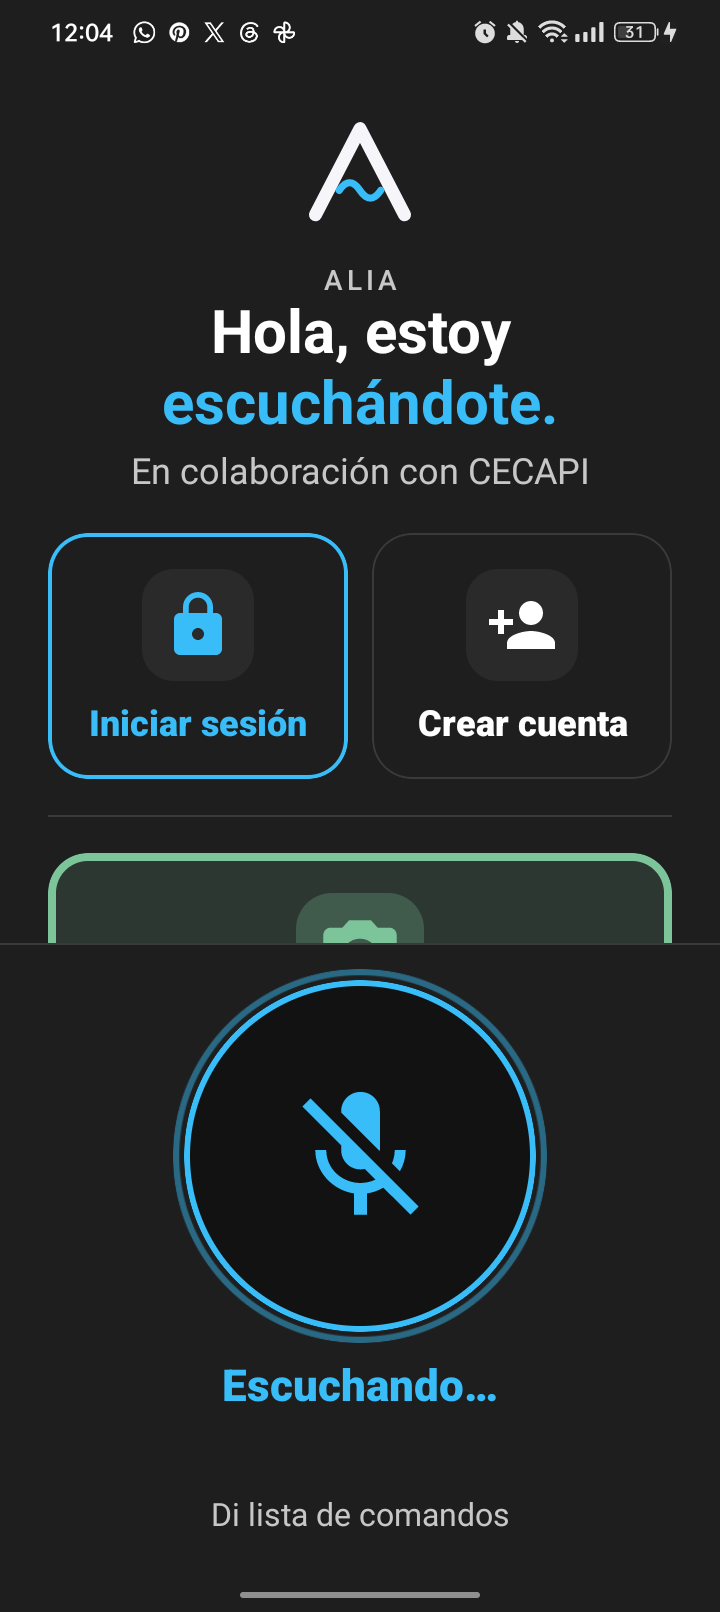 12:04
31
ALIA
Hola, estoy
escuchándote.
En colaboración con CECAPI
Iniciar sesión
Crear cuenta
Escuchando...
Di lista de comandos